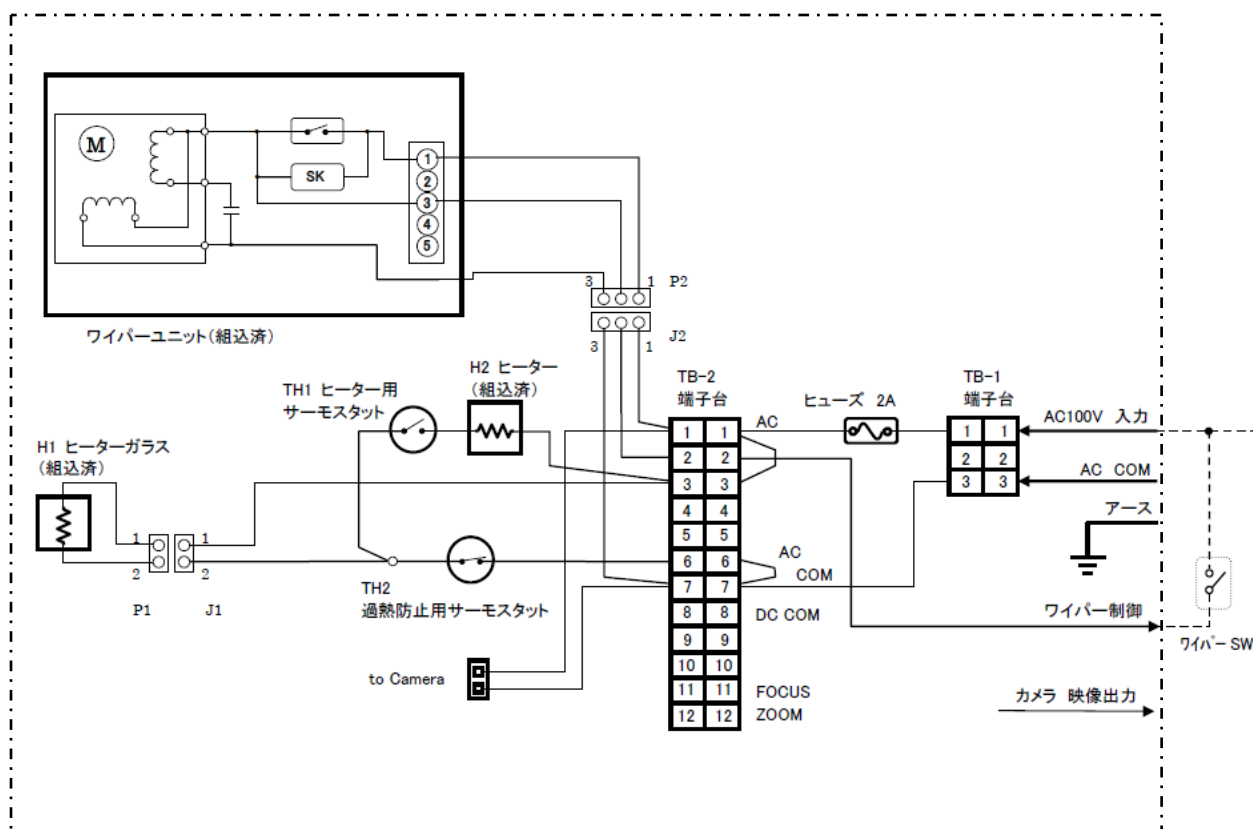 M
SK
1
2
3
4
5
3
1
P2
ワイパーユニット(組込済)
3
1
J2
H2 ヒーター
(組込済)
TH1 ヒーター用
サーモスタット
TB-2
端子台
ヒューズ 2A
TB-1
端子台
AC
AC100V 入力
H1 ヒーターガラス
(組込済)
1 1
2 2
3 3
4 4
5 5
6 6
7 7
8 8
9 9
10 10
11 11
12 12
1 1
2 2
3 3
AC COM
アース
1
2
1
2
P1
J1
TH2
過熱防止用サーモスタット
AC
COM
DC COM
ワイパー制御
ワイパー SW
to Camera
FOCUS
ZOOM
カメラ 映像出力